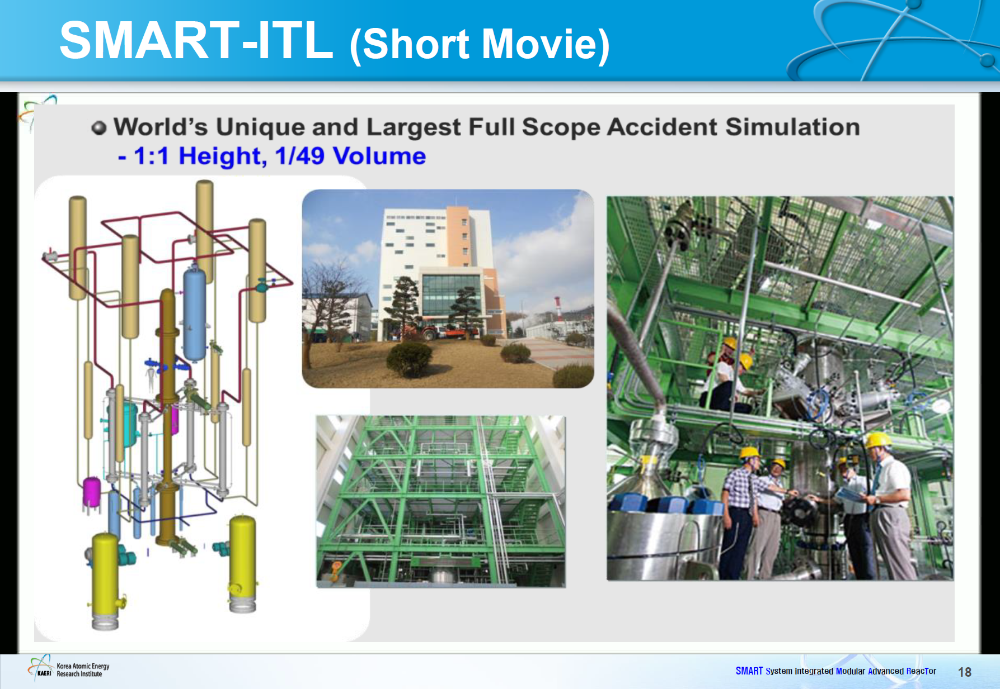 SMART-ITL (Short Movie)
World’s Unique and Largest Full Scope Accident Simulation
- 1:1 Height, 1/49 Volume
KAERI
Korea Atomic Energy
Research Institute
SMART System integrated Modular Advanced ReacTor
18